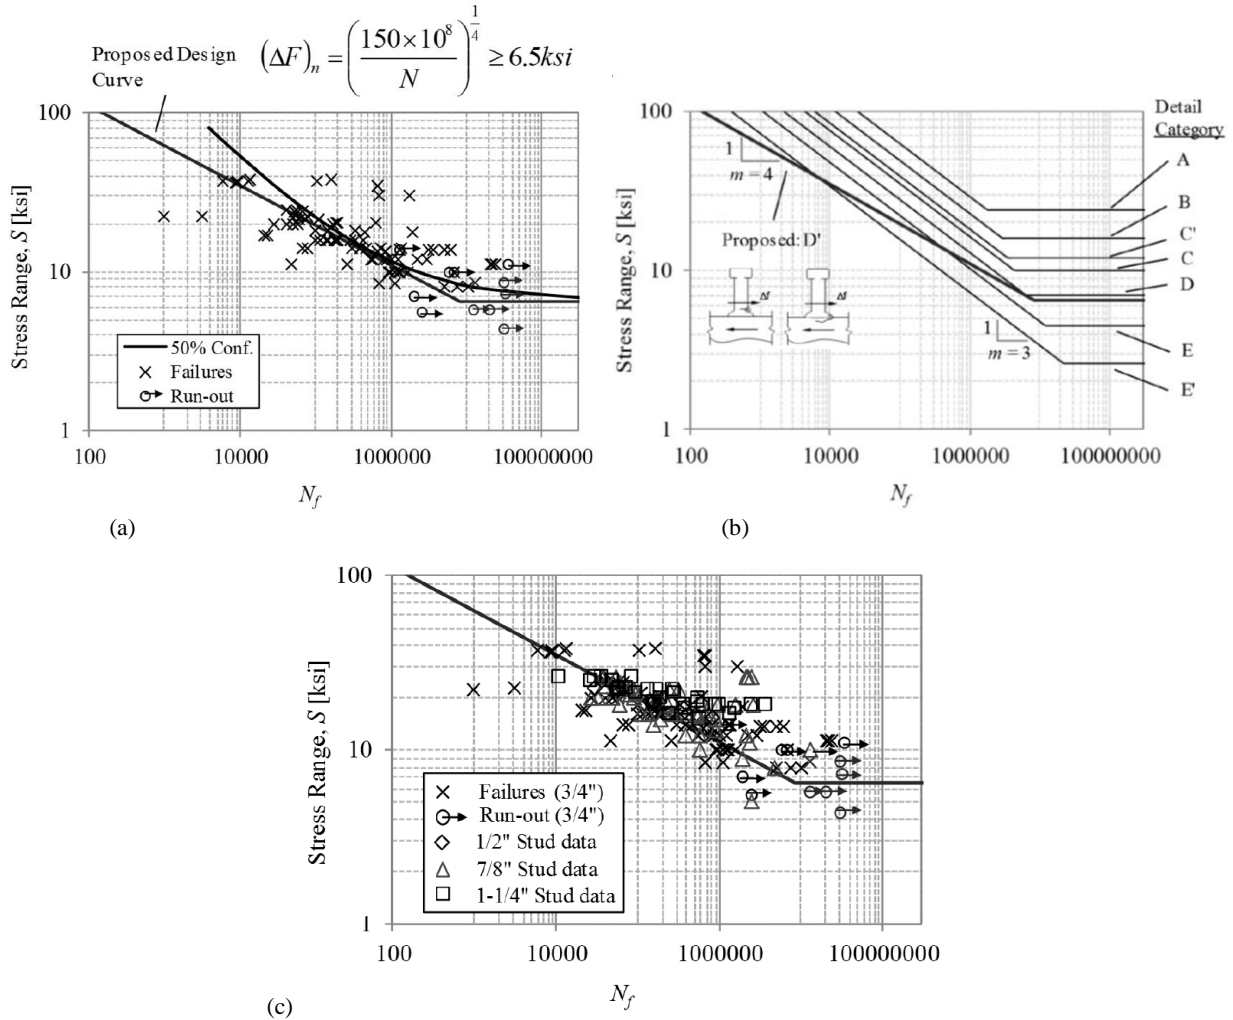 Proposed Design
Curve
(ΔF)n = (150×10^8 / N)^(1/4) ≥ 6.5ksi
100
10
1
Stress Range, S [ksi]
50% Conf.
Failures
Run-out
100
10000
1000000
100000000
Nf
(a)
100
10
1
Stress Range, S [ksi]
Detail
Category
1
m = 4
Proposed: D'
Δf
Δf
1
m = 3
A
B
C'
C
D
E
E'
100
10000
1000000
100000000
Nf
(b)
100
10
1
Stress Range, S [ksi]
Failures (3/4")
Run-out (3/4")
1/2" Stud data
7/8" Stud data
1-1/4" Stud data
100
10000
1000000
100000000
Nf
(c)